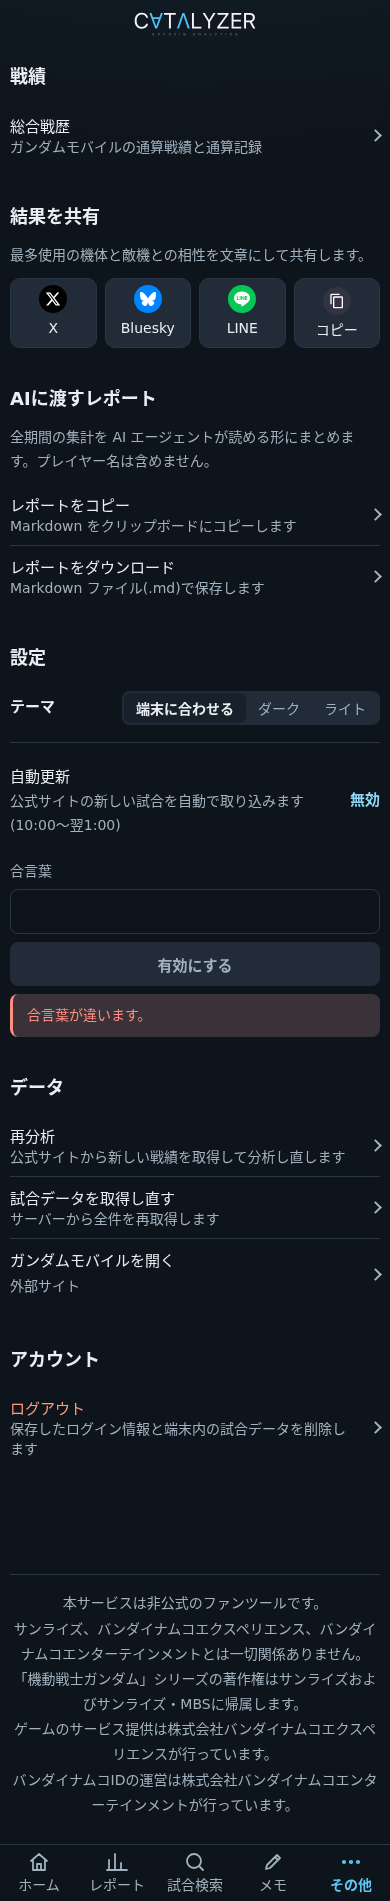 CATALYZER
戦績
総合戦歴
ガンダムモバイルの通算戦績と通算記録
結果を共有
最多使用の機体と敵機との相性を文章にして共有します。
X
Bluesky
LINE
コピー
AIに渡すレポート
全期間の集計を AI エージェントが読める形にまとめま
す。プレイヤー名は含めません。
レポートをコピー
Markdown をクリップボードにコピーします
レポートをダウンロード
Markdown ファイル(.md)で保存します
設定
テーマ
端末に合わせる ダーク ライト
自動更新
公式サイトの新しい試合を自動で取り込みます
(10:00〜翌1:00)
無効
合言葉
有効にする
合言葉が違います。
データ
再分析
公式サイトから新しい戦績を取得して分析し直します
試合データを取得し直す
サーバーから全件を再取得します
ガンダムモバイルを開く
外部サイト
アカウント
ログアウト
保存したログイン情報と端末内の試合データを削除し
ます
本サービスは非公式のファンツールです。
サンライズ、バンダイナムコエクスペリエンス、バンダイ
ナムコエンターテインメントとは一切関係ありません。
「機動戦士ガンダム」シリーズの著作権はサンライズおよ
びサンライズ・MBSに帰属します。
ゲームのサービス提供は株式会社バンダイナムコエクスペ
リエンスが行っています。
バンダイナムコIDの運営は株式会社バンダイナムコエンタ
ーテインメントが行っています。
ホーム レポート 試合検索 メモ その他